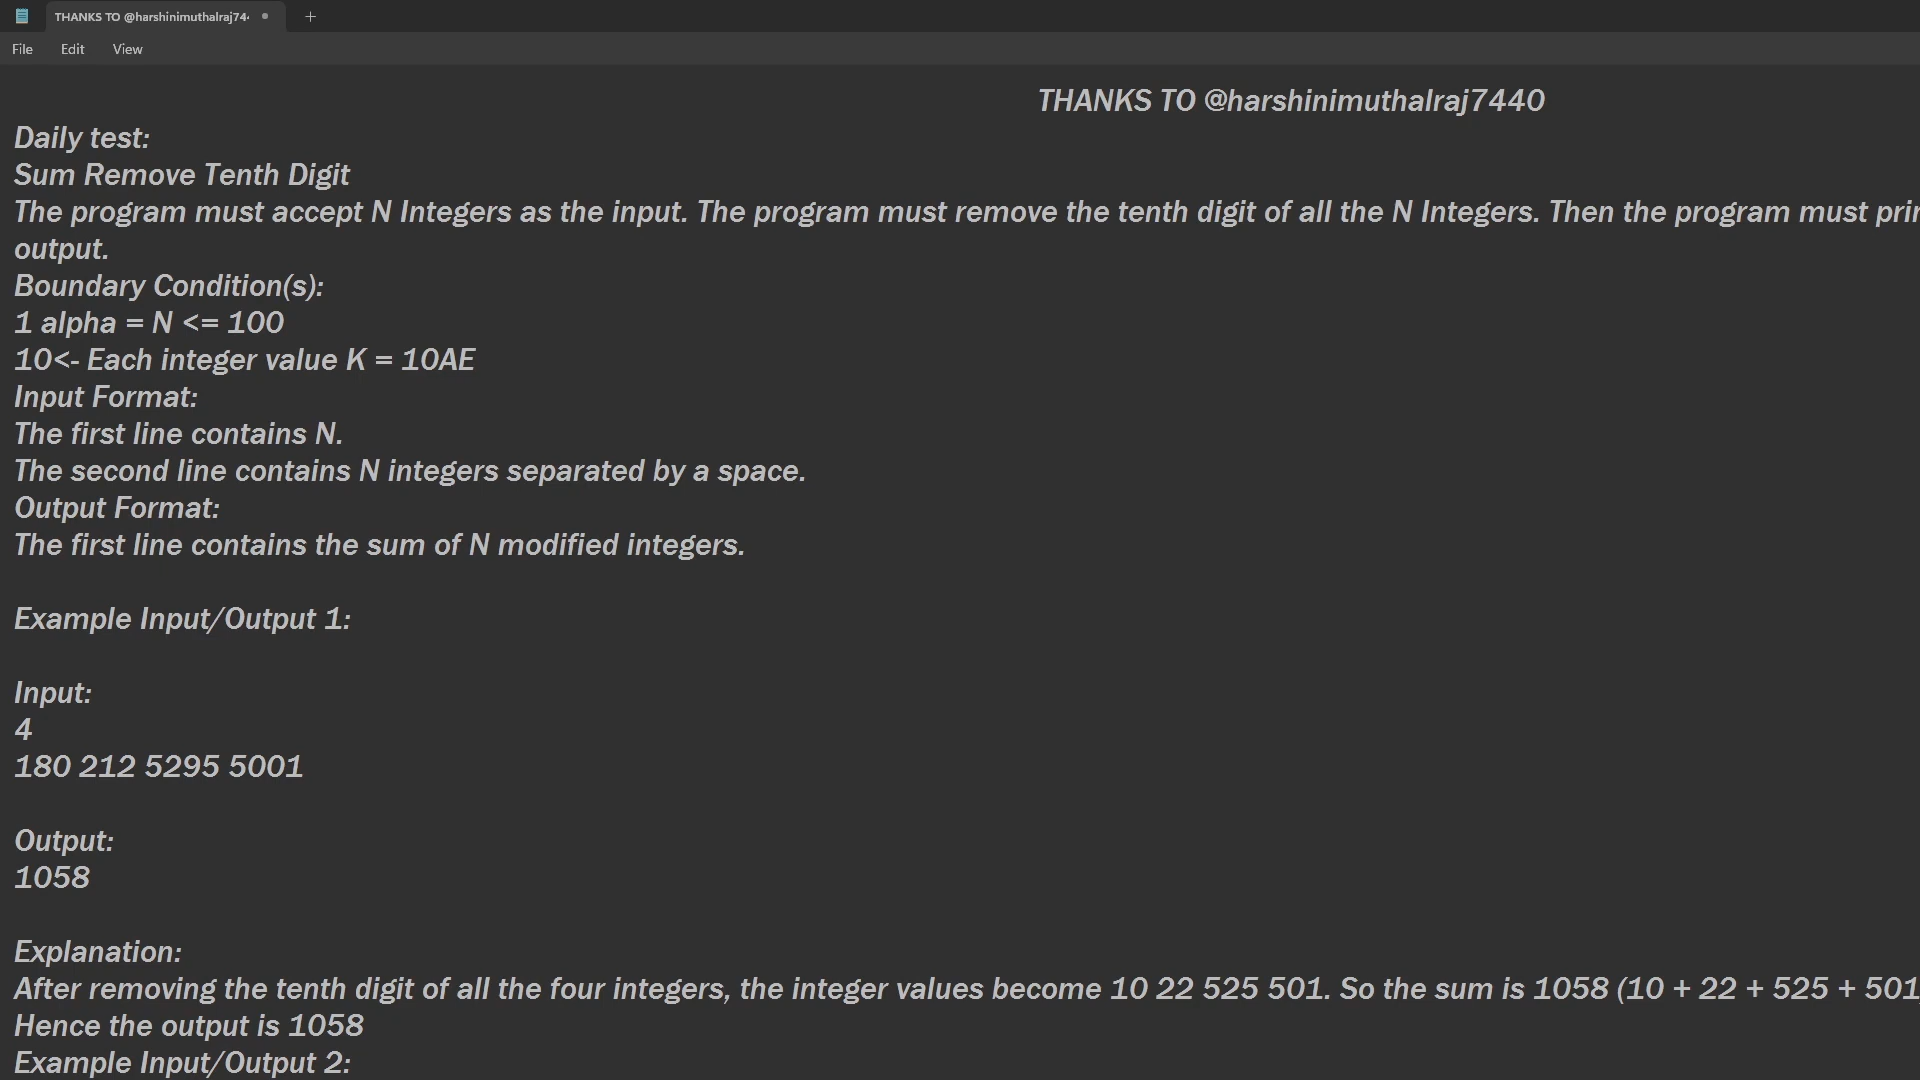 THANKS TO @harshinimuthalraj74
File Edit View
THANKS TO @harshinimuthalraj7440
Daily test:
Sum Remove Tenth Digit
The program must accept N Integers as the input. The program must remove the tenth digit of all the N Integers. Then the program must
output.
Boundary Condition(s):
1 alpha = N <= 100
10<- Each integer value K = 10AE
Input Format:
The first line contains N.
The second line contains N integers separated by a space.
Output Format:
The first line contains the sum of N modified integers.
Example Input/Output 1:
Input:
4
180 212 5295 5001
Output:
1058
Explanation:
After removing the tenth digit of all the four integers, the integer values become 10 22 525 501. So the sum is 1058 (10 + 22 + 525 + 501
Hence the output is 1058
Example Input/Output 2: